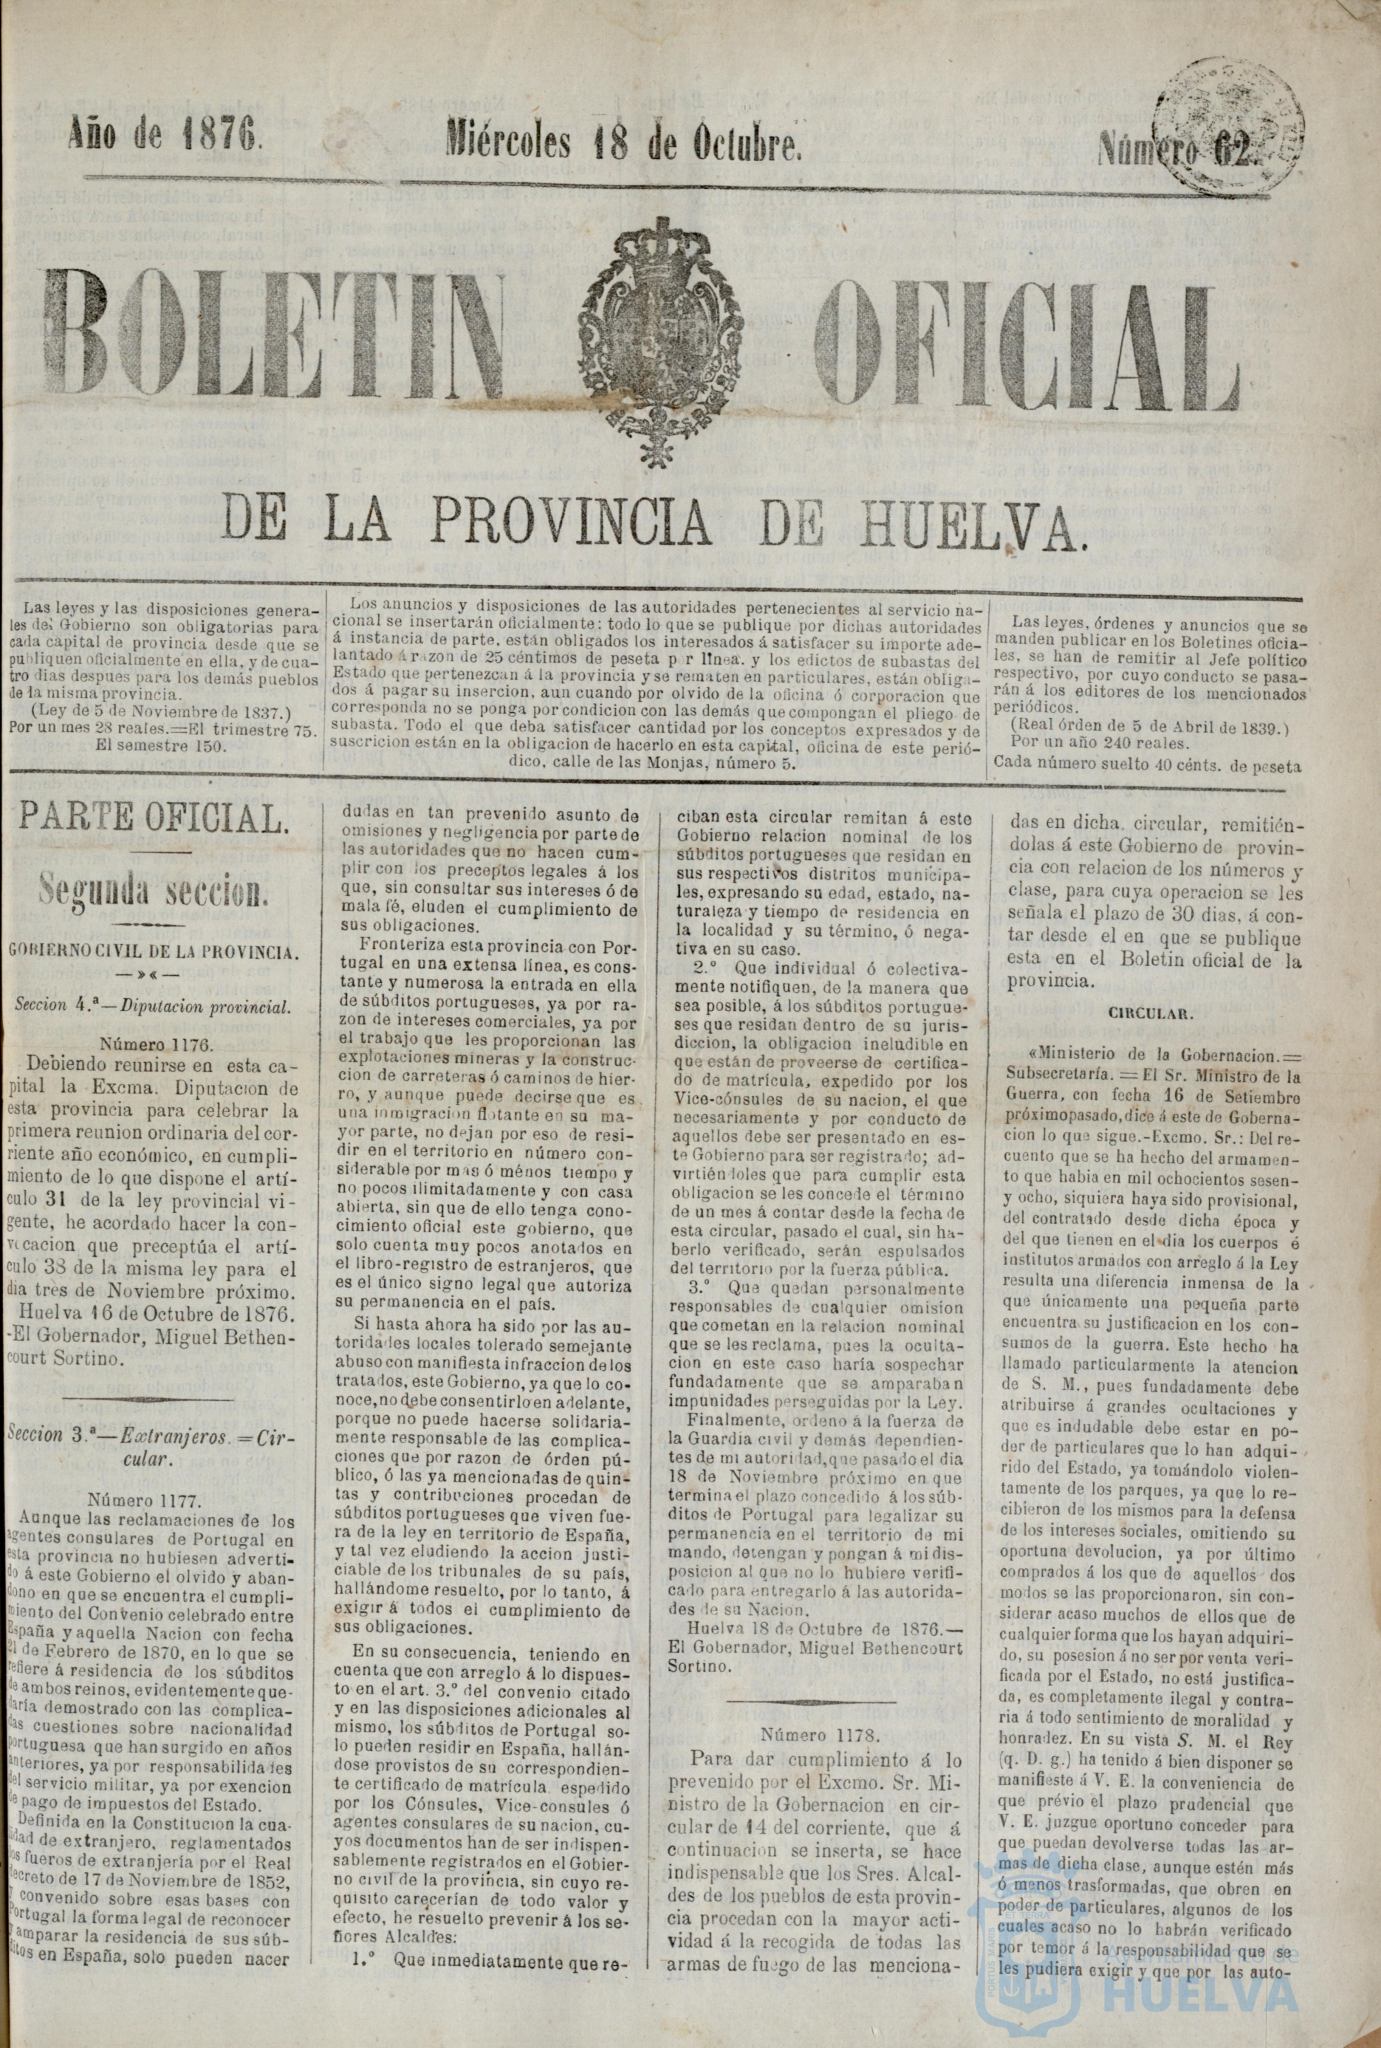 Año de 1876.
Miércoles 18 de Octubre.
Número 62.
BOLETIN OFICIAL
DE LA PROVINCIA DE HUELVA.
Las leyes y las disposiciones genera-
les del Gobierno son obligatorias para
cada capital de provincia desde que se
publiquen oficialmente en ella, y de cua-
tro dias despues para los demás pueblos
de la misma provincia.
(Ley de 5 de Noviembre de 1837.)
Por un mes 28 reales.=El trimestre 75.
El semestre 150.
Los anuncios y disposiciones de las autoridades pertenecientes al servicio na-
cional se insertarán oficialmente: todo lo que se publique por dichas autoridades
á instancia de parte, están obligados los interesados á satisfacer su importe ade-
lantado á razon de 25 céntimos de peseta p r línea. y los edictos de subastas del
Estado que pertenezcan á la provincia y se rematen en particulares, están obliga-
dos á pagar su insercion, aun cuando por olvido de la oficina ó corporacion que
corresponda no se ponga por condicion con las demás que compongan el pliego de
subasta. Todo el que deba satisfacer cantidad por los conceptos expresados y de
suscricion están en la obligacion de hacerlo en esta capital, oficina de este perió-
dico, calle de las Monjas, número 5.
Las leyes, órdenes y anuncios que se
manden publicar en los Boletines oficia-
les, se han de remitir al Jefe político
respectivo, por cuyo conducto se pasa-
rán á los editores de los mencionados
periódicos.
(Real órden de 5 de Abril de 1839.)
Por un año 240 reales.
Cada número suelto 40 cénts. de peseta
PARTE OFICIAL.
Segunda seccion.
GOBIERNO CIVIL DE LA PROVINCIA.
—»«—
Seccion 4.ª—Diputacion provincial.
Número 1176.
Debiendo reunirse en esta ca-
pital la Excma. Diputacion de
esta provincia para celebrar la
primera reunion ordinaria del cor-
riente año económico, en cumpli-
miento de lo que dispone el artí-
culo 31 de la ley provincial vi-
gente, he acordado hacer la con-
vocacion que preceptúa el artí-
culo 38 de la misma ley para el
dia tres de Noviembre próximo.
Huelva 16 de Octubre de 1876.
-El Gobernador, Miguel Bethen-
court Sortino.
Seccion 3.ª—Extranjeros.=Cir-
cular.
Número 1177.
Aunque las reclamaciones de los
agentes consulares de Portugal en
esta provincia no hubiesen adverti-
do á este Gobierno el olvido y aban-
dono en que se encuentra el cumpli-
miento del Convenio celebrado entre
España y aquella Nacion con fecha
21 de Febrero de 1870, en lo que se
refiere á residencia de los súbditos
de ambos reinos, evidentemente que-
daría demostrado con las complica-
das cuestiones sobre nacionalidad
portuguesa que han surgido en años
anteriores, ya por responsabilidades
del servicio militar, ya por exencion
de pago de impuestos del Estado.
Definida en la Constitucion la cua-
lidad de extranjero, reglamentados
los fueros de extranjería por el Real
decreto de 17 de Noviembre de 1852,
y convenido sobre esas bases con
Portugal la forma legal de reconocer
y amparar la residencia de sus súb-
ditos en España, solo pueden nacer
dudas en tan prevenido asunto de
omisiones y negligencia por parte de
las autoridades que no hacen cum-
plir con los preceptos legales á los
que, sin consultar sus intereses ó de
mala fé, eluden el cumplimiento de
sus obligaciones.
Fronteriza esta provincia con Por-
tugal en una extensa línea, es cons-
tante y numerosa la entrada en ella
de súbditos portugueses, ya por ra-
zon de intereses comerciales, ya por
el trabajo que les proporcionan las
explotaciones mineras y la construc-
cion de carreteras ó caminos de hier-
ro, y aunque puede decirse que es
una inmigracion flotante en su ma-
yor parte, no dejan por eso de resi-
dir en el territorio en número con-
siderable por mas ó ménos tiempo y
no pocos ilimitadamente y con casa
abierta, sin que de ello tenga cono-
cimiento oficial este gobierno, que
solo cuenta muy pocos anotados en
el libro-registro de estranjeros, que
es el único signo legal que autoriza
su permanencia en el país.
Si hasta ahora ha sido por las au-
toridades locales tolerado semejante
abuso con manifiesta infraccion de los
tratados, este Gobierno, ya que lo co-
noce, no debe consentirlo en adelante,
porque no puede hacerse solidaria-
mente responsable de las complica-
ciones que por razon de órden pú-
blico, ó las ya mencionadas de quin-
tas y contribuciones procedan de
súbditos portugueses que viven fue-
ra de la ley en territorio de España,
y tal vez eludiendo la accion justi-
ciable de los tribunales de su país,
hallándome resuelto, por lo tanto, á
exigir á todos el cumplimiento de
sus obligaciones.
En su consecuencia, teniendo en
cuenta que con arreglo á lo dispues-
to en el art. 3.º del convenio citado
y en las disposiciones adicionales al
mismo, los súbditos de Portugal so-
lo pueden residir en España, hallán-
dose provistos de su correspondien-
te certificado de matrícula espedido
por los Cónsules, Vice-consules ó
agentes consulares de su nacion, cu-
yos documentos han de ser indispen-
sablemente registrados en el Gobier-
no civil de la provincia, sin cuyo re-
quisito carecerían de todo valor y
efecto, he resuelto prevenir á los se-
ñores Alcaldes:
1.º Que inmediatamente que re-
ciban esta circular remitan á este
Gobierno relacion nominal de los
súbditos portugueses que residan en
sus respectivos distritos municipa-
les, expresando su edad, estado, na-
turaleza y tiempo de residencia en
la localidad y su término, ó nega-
tiva en su caso.
2.º Que individual ó colectiva-
mente notifiquen, de la manera que
sea posible, á los súbditos portugue-
ses que residan dentro de su juris-
diccion, la obligacion ineludible en
que están de proveerse de certifica-
do de matrícula, expedido por los
Vice-cónsules de su nacion, el que
necesariamente y por conducto de
aquellos debe ser presentado en es-
te Gobierno para ser registrado; ad-
virtiéndoles que para cumplir esta
obligacion se les concede el término
de un mes á contar desde la fecha de
esta circular, pasado el cual, sin ha-
berlo verificado, serán espulsados
del territorio por la fuerza pública.
3.º Que quedan personalmente
responsables de cualquier omision
que cometan en la relacion nominal
que se les reclama, pues la oculta-
cion en este caso haría sospechar
fundadamente que se amparaban
impunidades perseguidas por la Ley.
Finalmente, ordeno á la fuerza de
la Guardia civil y demás dependien-
tes de mi autoridad, que pasado el dia
18 de Noviembre próximo en que
termina el plazo concedido á los súb-
ditos de Portugal para legalizar su
permanencia en el territorio de mi
mando, detengan y pongan á mi dis-
posicion al que no lo hubiere verifi-
cado para entregarlo á las autorida-
des de su Nacion.
Huelva 18 de Octubre de 1876.—
El Gobernador, Miguel Bethencourt
Sortino.
Número 1178.
Para dar cumplimiento á lo
prevenido por el Excmo. Sr. Mi-
nistro de la Gobernacion en cir-
cular de 14 del corriente, que á
continuacion se inserta, se hace
indispensable que los Sres. Alcal-
des de los pueblos de esta provin-
cia procedan con la mayor acti-
vidad á la recogida de todas las
armas de fuego de las menciona-
das en dicha circular, remitién-
dolas á este Gobierno de provin-
cia con relacion de los números y
clase, para cuya operacion se les
señala el plazo de 30 dias, á con-
tar desde el en que se publique
esta en el Boletin oficial de la
provincia.
CIRCULAR.
«Ministerio de la Gobernacion.=
Subsecretaría.=El Sr. Ministro de la
Guerra, con fecha 16 de Setiembre
próximo pasado, dice á este de Goberna-
cion lo que sigue.-Excmo. Sr.: Del re-
cuento que se ha hecho del armamen-
to que habia en mil ochocientos sesen-
y ocho, siquiera haya sido provisional,
del contratado desde dicha época y
del que tienen en el dia los cuerpos é
institutos armados con arreglo á la Ley
resulta una diferencia inmensa de la
que únicamente una pequeña parte
encuentra su justificacion en los con-
sumos de la guerra. Este hecho ha
llamado particularmente la atencion
de S. M., pues fundadamente debe
atribuirse á grandes ocultaciones y
que es indudable debe estar en po-
der de particulares que lo han adqui-
rido del Estado, ya tomándolo violen-
tamente de los parques, ya que lo re-
cibieron de los mismos para la defensa
de los intereses sociales, omitiendo su
oportuna devolucion, ya por último
comprados á los que de aquellos dos
modos se las proporcionaron, sin con-
siderar acaso muchos de ellos que de
cualquier forma que los hayan adquiri-
do, su posesion á no ser por venta veri-
ficada por el Estado, no está justifica-
da, es completamente ilegal y contra-
ria á todo sentimiento de moralidad y
honradez. En su vista S. M. el Rey
(q. D. g.) ha tenido á bien disponer se
manifieste á V. E. la conveniencia de
que prévio el plazo prudencial que
V. E. juzgue oportuno conceder para
que puedan devolverse todas las ar-
mas de dicha clase, aunque estén más
ó menos trasformadas, que obren en
poder de particulares, algunos de los
cuales acaso no lo habrán verificado
por temor á la responsabilidad que se
les pudiera exigir y que por las auto-
HUELVA